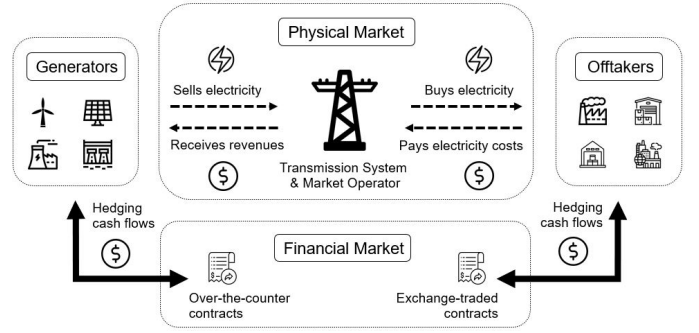 Physical Market
Generators
Offtakers
Sells electricity
Buys electricity
Receives revenues
Pays electricity costs
$
$
Transmission System
& Market Operator
Hedging
cash flows
$
Hedging
cash flows
$
Financial Market
Over-the-counter
contracts
Exchange-traded
contracts